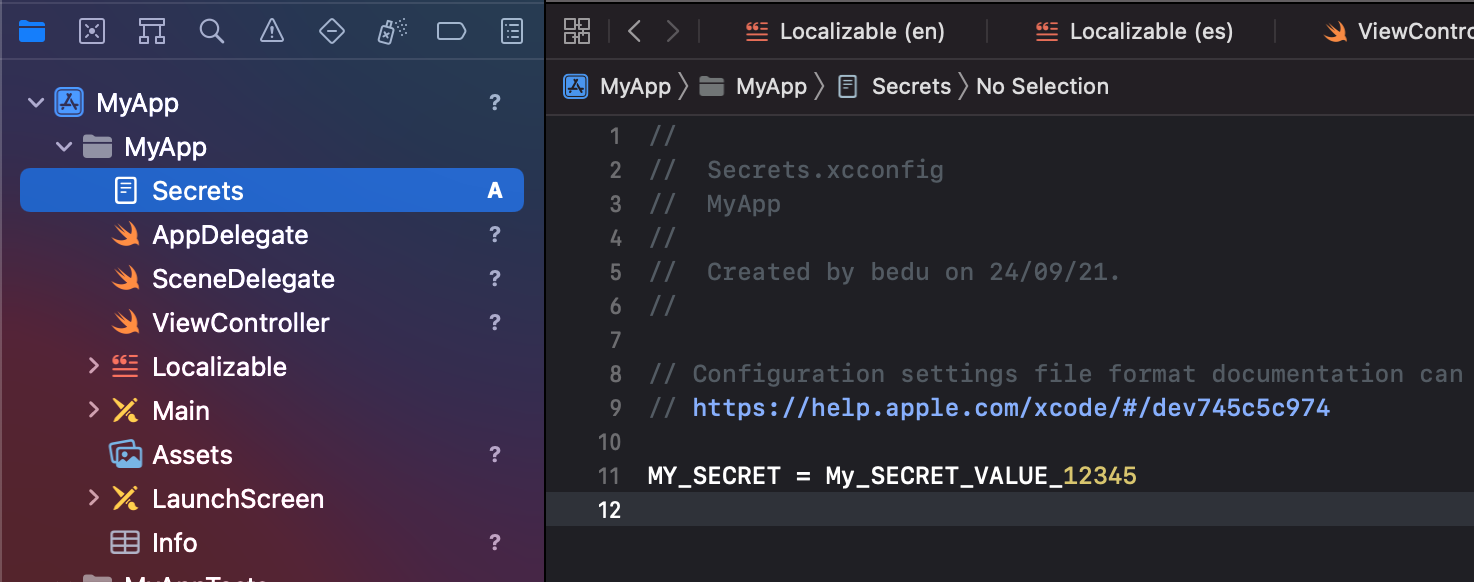 Localizable (en)
Localizable (es)
ViewContro
MyApp
MyApp
Secrets
No Selection
MyApp ?
MyApp
Secrets A
AppDelegate ?
SceneDelegate ?
ViewController ?
Localizable
Main
Assets ?
LaunchScreen
Info ?
MyAppTests
1 //
2 //  Secrets.xcconfig
3 //  MyApp
4 //
5 //  Created by bedu on 24/09/21.
6 //
7
8 // Configuration settings file format documentation can
9 // https://help.apple.com/xcode/#/dev745c5c974
10
11 MY_SECRET = My_SECRET_VALUE_12345
12